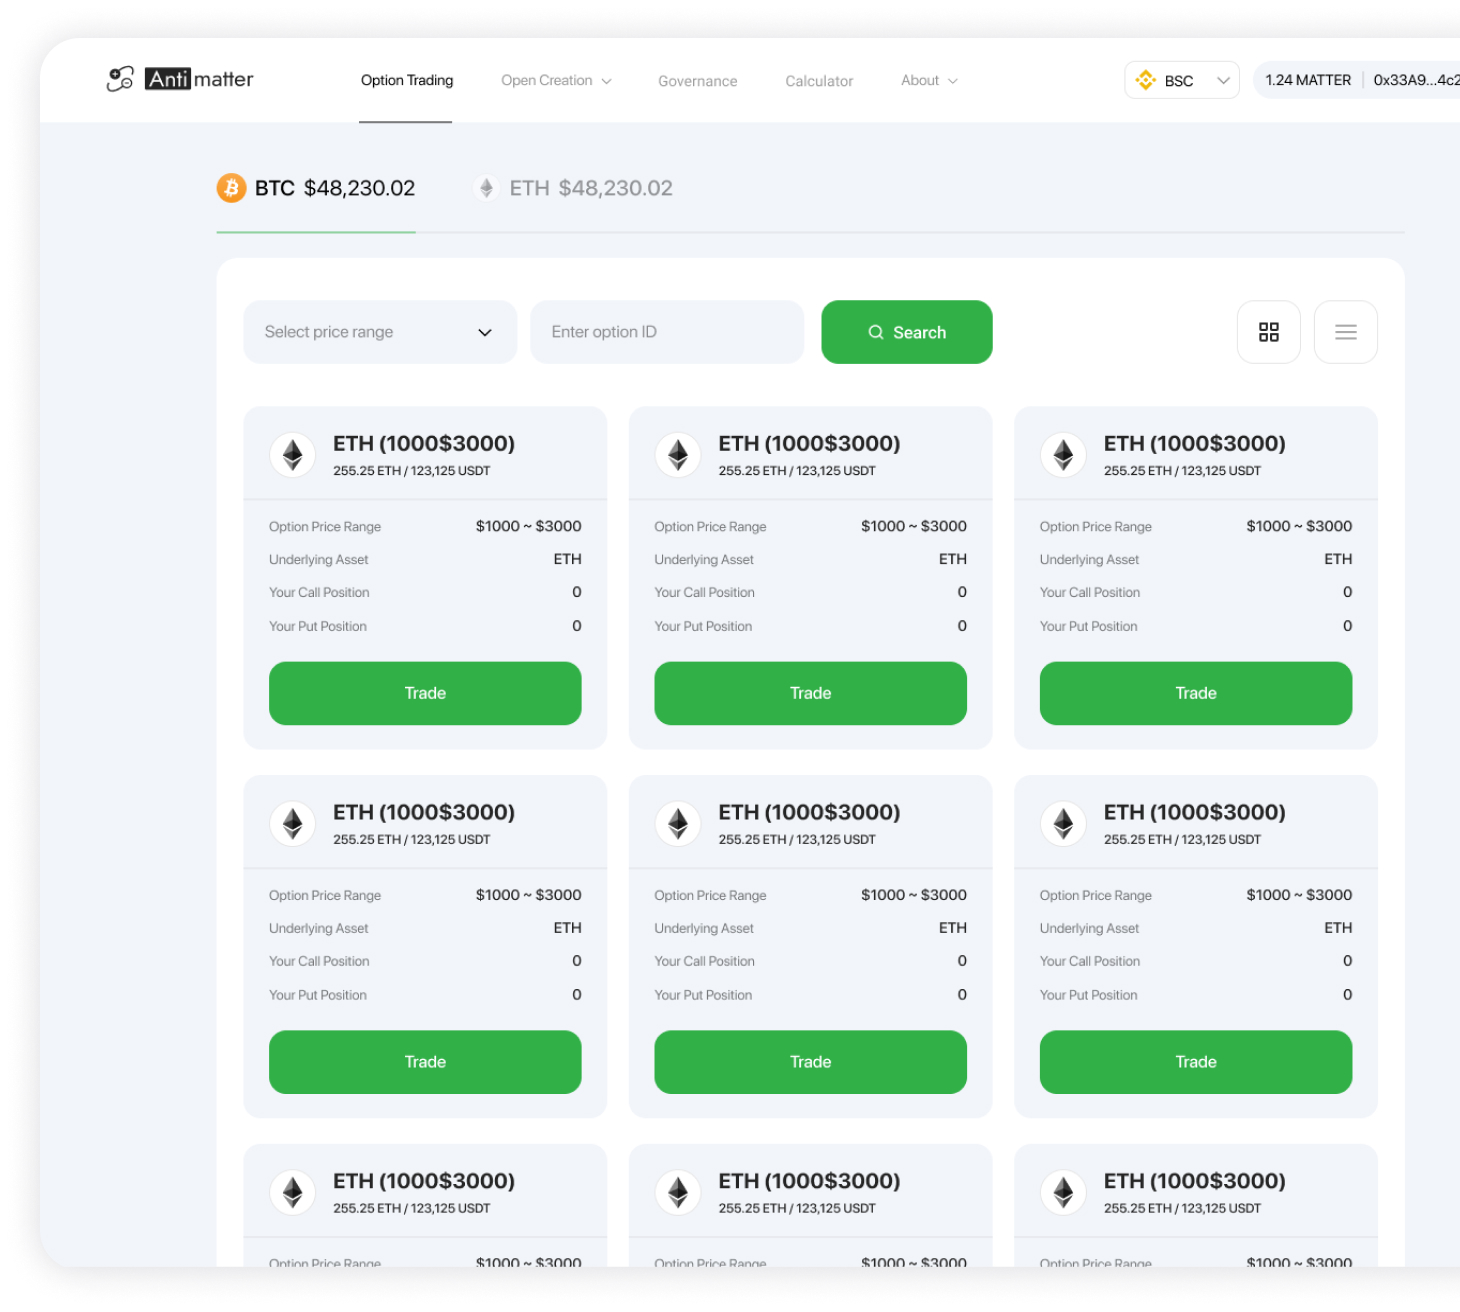 Antimatter Option Trading Open Creation Governance Calculator About BSC 1.24 MATTER 0x33A9...4c2
BTC $48,230.02 ETH $48,230.02
Select price range Enter option ID Search
ETH (1000$3000) ETH (1000$3000) ETH (1000$3000)
255.25 ETH / 123,125 USDT 255.25 ETH / 123,125 USDT 255.25 ETH / 123,125 USDT
Option Price Range $1000 ~ $3000 Option Price Range $1000 ~ $3000 Option Price Range $1000 ~ $3000
Underlying Asset ETH Underlying Asset ETH Underlying Asset ETH
Your Call Position 0 Your Call Position 0 Your Call Position 0
Your Put Position 0 Your Put Position 0 Your Put Position 0
Trade Trade Trade
ETH (1000$3000) ETH (1000$3000) ETH (1000$3000)
255.25 ETH / 123,125 USDT 255.25 ETH / 123,125 USDT 255.25 ETH / 123,125 USDT
Option Price Range $1000 ~ $3000 Option Price Range $1000 ~ $3000 Option Price Range $1000 ~ $3000
Underlying Asset ETH Underlying Asset ETH Underlying Asset ETH
Your Call Position 0 Your Call Position 0 Your Call Position 0
Your Put Position 0 Your Put Position 0 Your Put Position 0
Trade Trade Trade
ETH (1000$3000) ETH (1000$3000) ETH (1000$3000)
255.25 ETH / 123,125 USDT 255.25 ETH / 123,125 USDT 255.25 ETH / 123,125 USDT
Option Price Range $1000 ~ $3000 Option Price Range $1000 ~ $3000 Option Price Range $1000 ~ $3000